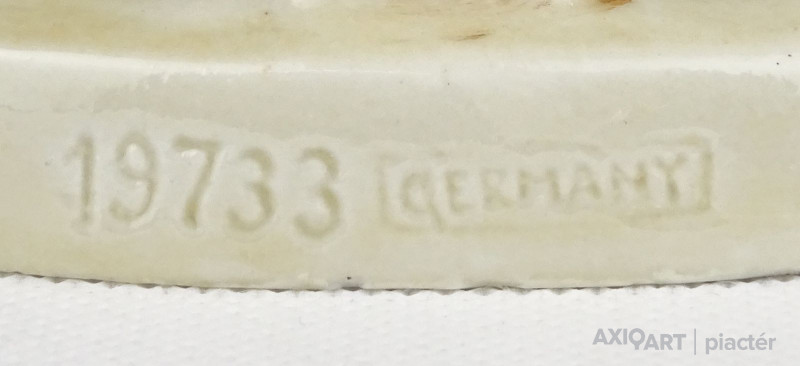 19733 GERMANY
AXIOART | piactér